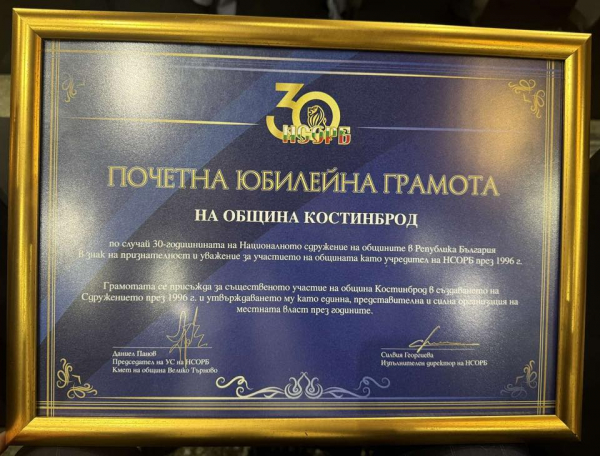 30
НСОРБ
ПОЧЕТНА ЮБИЛЕЙНА ГРАМОТА
НА ОБЩИНА КОСТИНБРОД
по случай 30-годишнината на Националното сдружение на общините в Република България
В знак на признателност и уважение за участието на общината като учредител на НСОРБ през 1996 г.
Грамотата се присъжда за същественото участие на община Костинброд в създаването на
Сдружението през 1996 г. и утвърждаването му като единна, представителна и силна организация на
местната власт през годините.
Даниел Панов
Председател на УС на НСОРБ
Кмет на община Велико Търново
Силвия Георгиева
Изпълнителен директор на НСОРБ